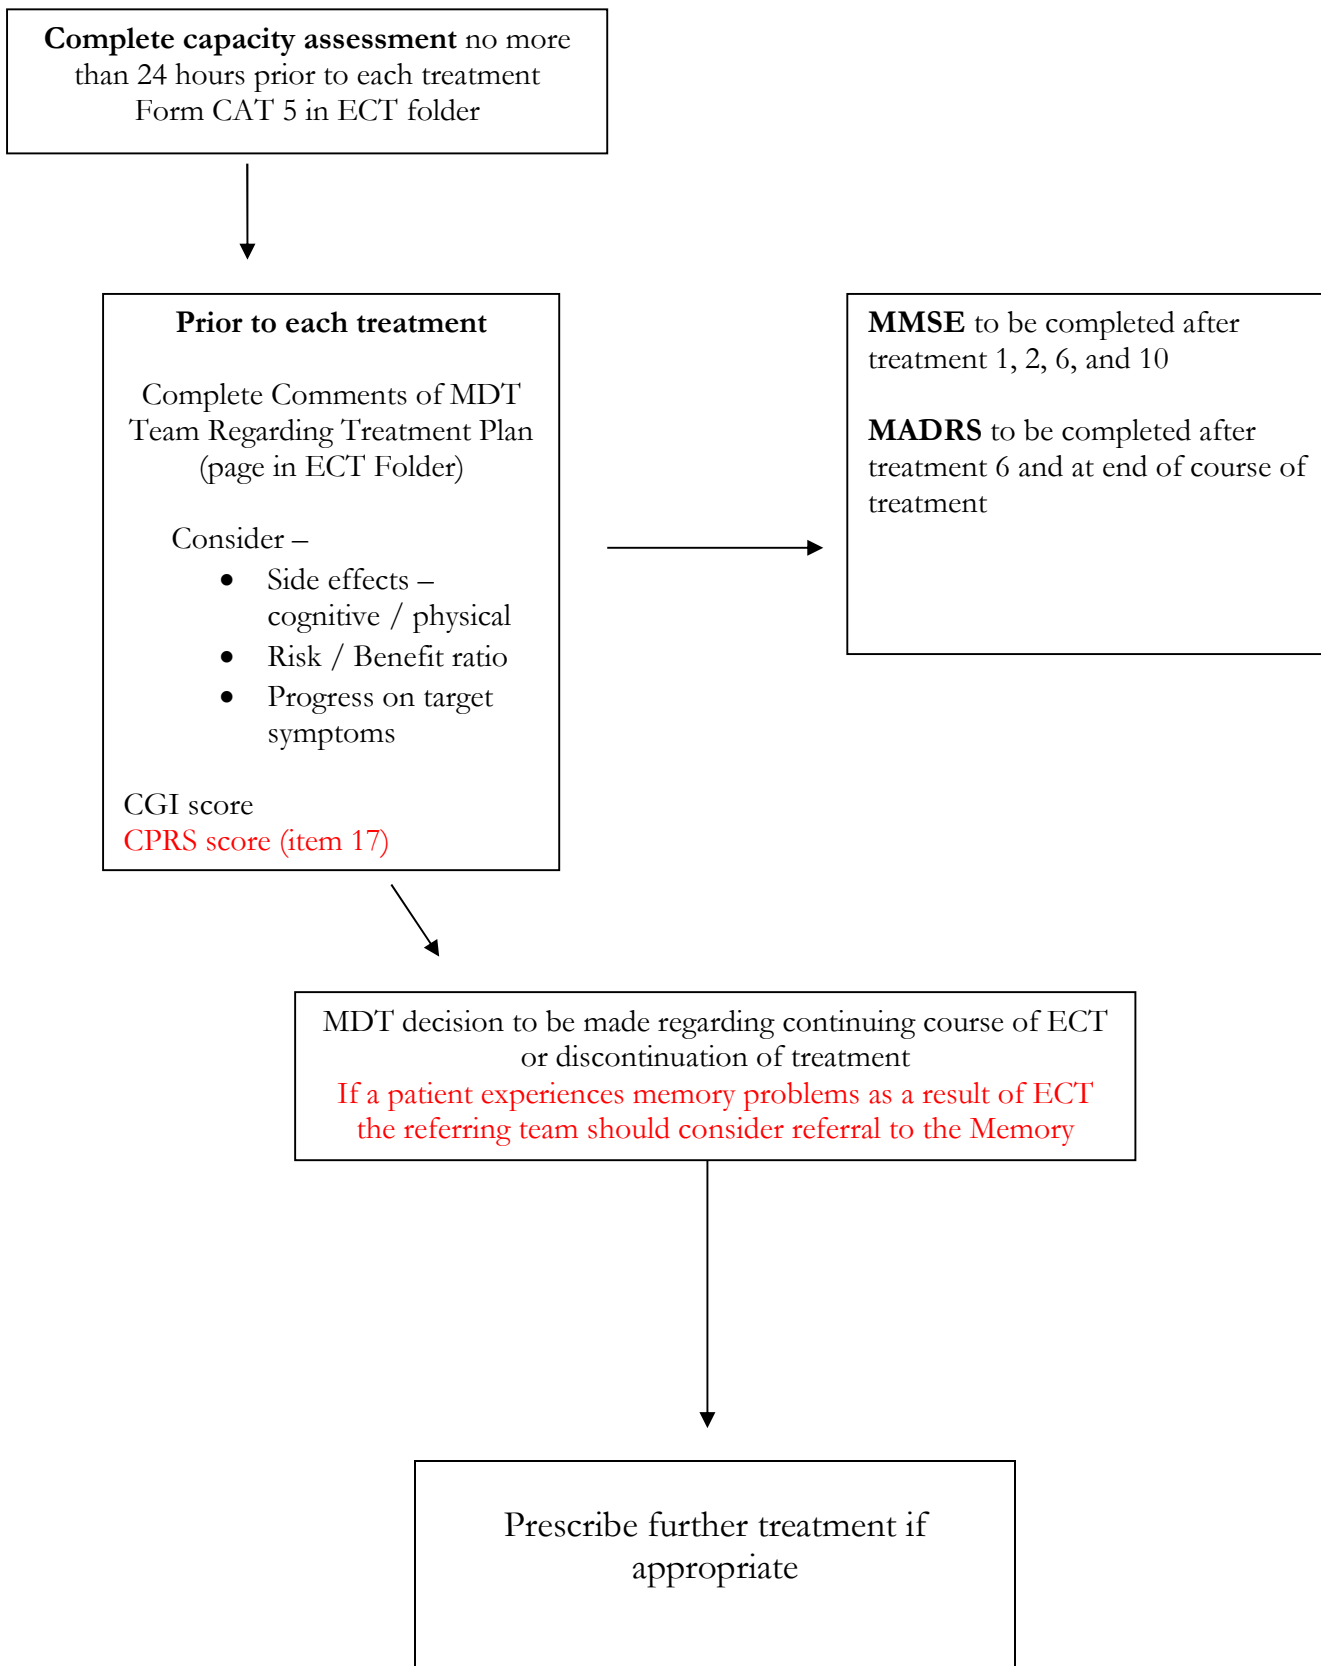 Complete capacity assessment no more
than 24 hours prior to each treatment
Form CAT 5 in ECT folder
Prior to each treatment
Complete Comments of MDT
Team Regarding Treatment Plan
(page in ECT Folder)
Consider –
• Side effects –
cognitive / physical
• Risk / Benefit ratio
• Progress on target
symptoms
CGI score
CPRS score (item 17)
MMSE to be completed after
treatment 1, 2, 6, and 10
MADRS to be completed after
treatment 6 and at end of course of
treatment
MDT decision to be made regarding continuing course of ECT
or discontinuation of treatment
If a patient experiences memory problems as a result of ECT
the referring team should consider referral to the Memory
Prescribe further treatment if
appropriate